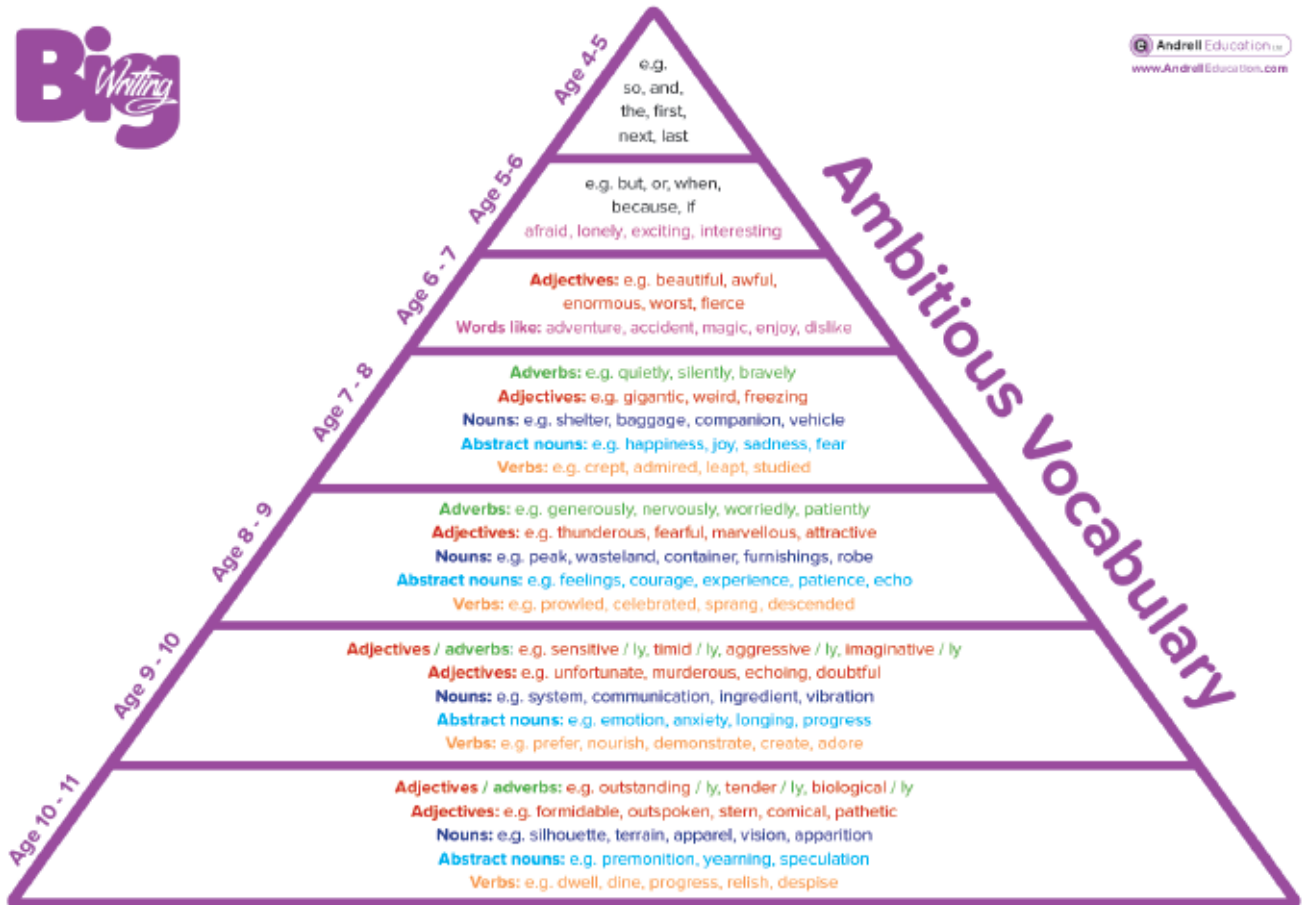 Big
Writing
Andrell Education Ltd
www.AndrellEducation.com
Ambitious Vocabulary
Age 4-5
e.g.
so, and,
the, first,
next, last
Age 5-6
e.g. but, or, when,
because, if
afraid, lonely, exciting, interesting
Age 6 - 7
Adjectives: e.g. beautiful, awful,
enormous, worst, fierce
Words like: adventure, accident, magic, enjoy, dislike
Age 7 - 8
Adverbs: e.g. quietly, silently, bravely
Adjectives: e.g. gigantic, weird, freezing
Nouns: e.g. shelter, baggage, companion, vehicle
Abstract nouns: e.g. happiness, joy, sadness, fear
Verbs: e.g. crept, admired, leapt, studied
Age 8 - 9
Adverbs: e.g. generously, nervously, worriedly, patiently
Adjectives: e.g. thunderous, fearful, marvellous, attractive
Nouns: e.g. peak, wasteland, container, furnishings, robe
Abstract nouns: e.g. feelings, courage, experience, patience, echo
Verbs: e.g. prowled, celebrated, sprang, descended
Age 9 - 10
Adjectives / adverbs: e.g. sensitive / ly, timid / ly, aggressive / ly, imaginative / ly
Adjectives: e.g. unfortunate, murderous, echoing, doubtful
Nouns: e.g. system, communication, ingredient, vibration
Abstract nouns: e.g. emotion, anxiety, longing, progress
Verbs: e.g. prefer, nourish, demonstrate, create, adore
Age 10 - 11
Adjectives / adverbs: e.g. outstanding / ly, tender / ly, biological / ly
Adjectives: e.g. formidable, outspoken, stern, comical, pathetic
Nouns: e.g. silhouette, terrain, apparel, vision, apparition
Abstract nouns: e.g. premonition, yearning, speculation
Verbs: e.g. dwell, dine, progress, relish, despise